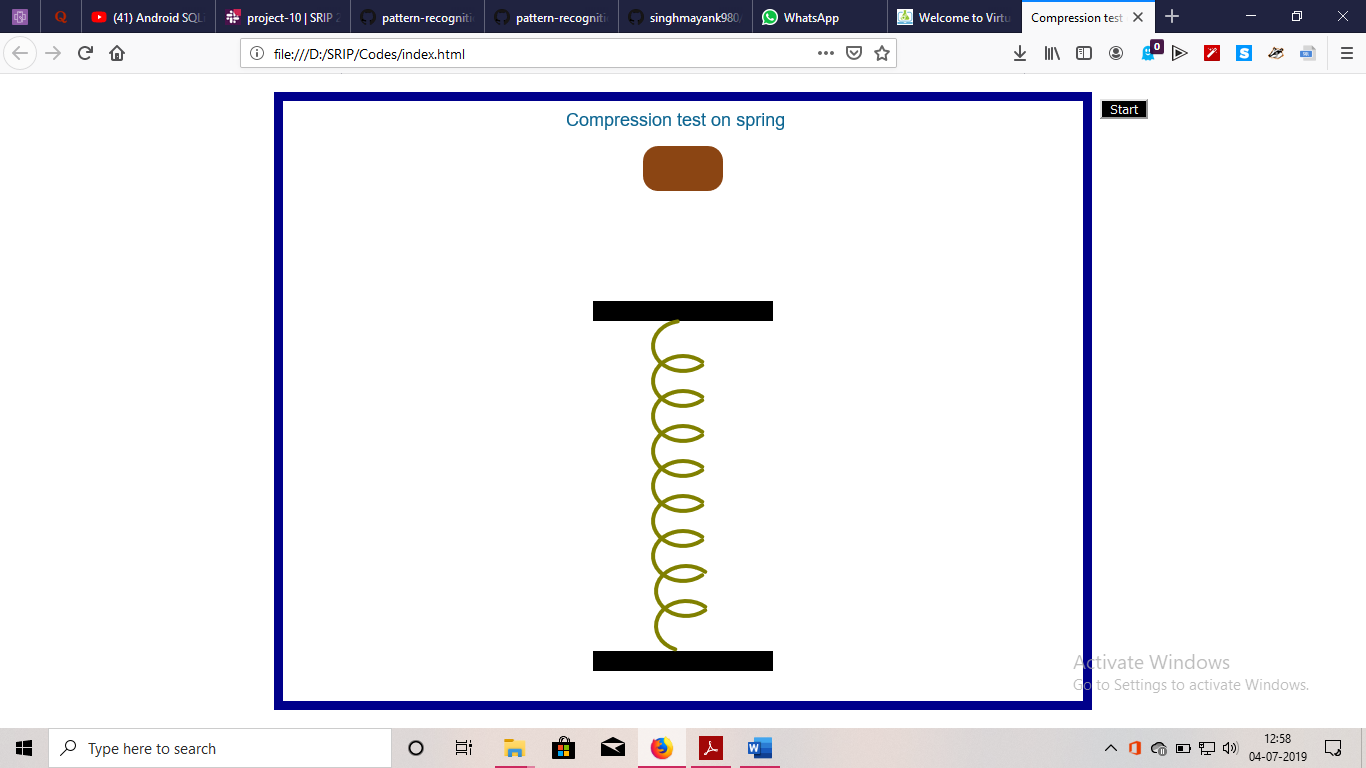 (41) Android SQL
project-10 | SRIP 2
pattern-recogniti
pattern-recogniti
singhmayank980
WhatsApp
Welcome to Virtu
Compression test
file:///D:/SRIP/Codes/index.html
0
Compression test on spring
Start
Activate Windows
Go to Settings to activate Windows.
Type here to search
12:58
04-07-2019